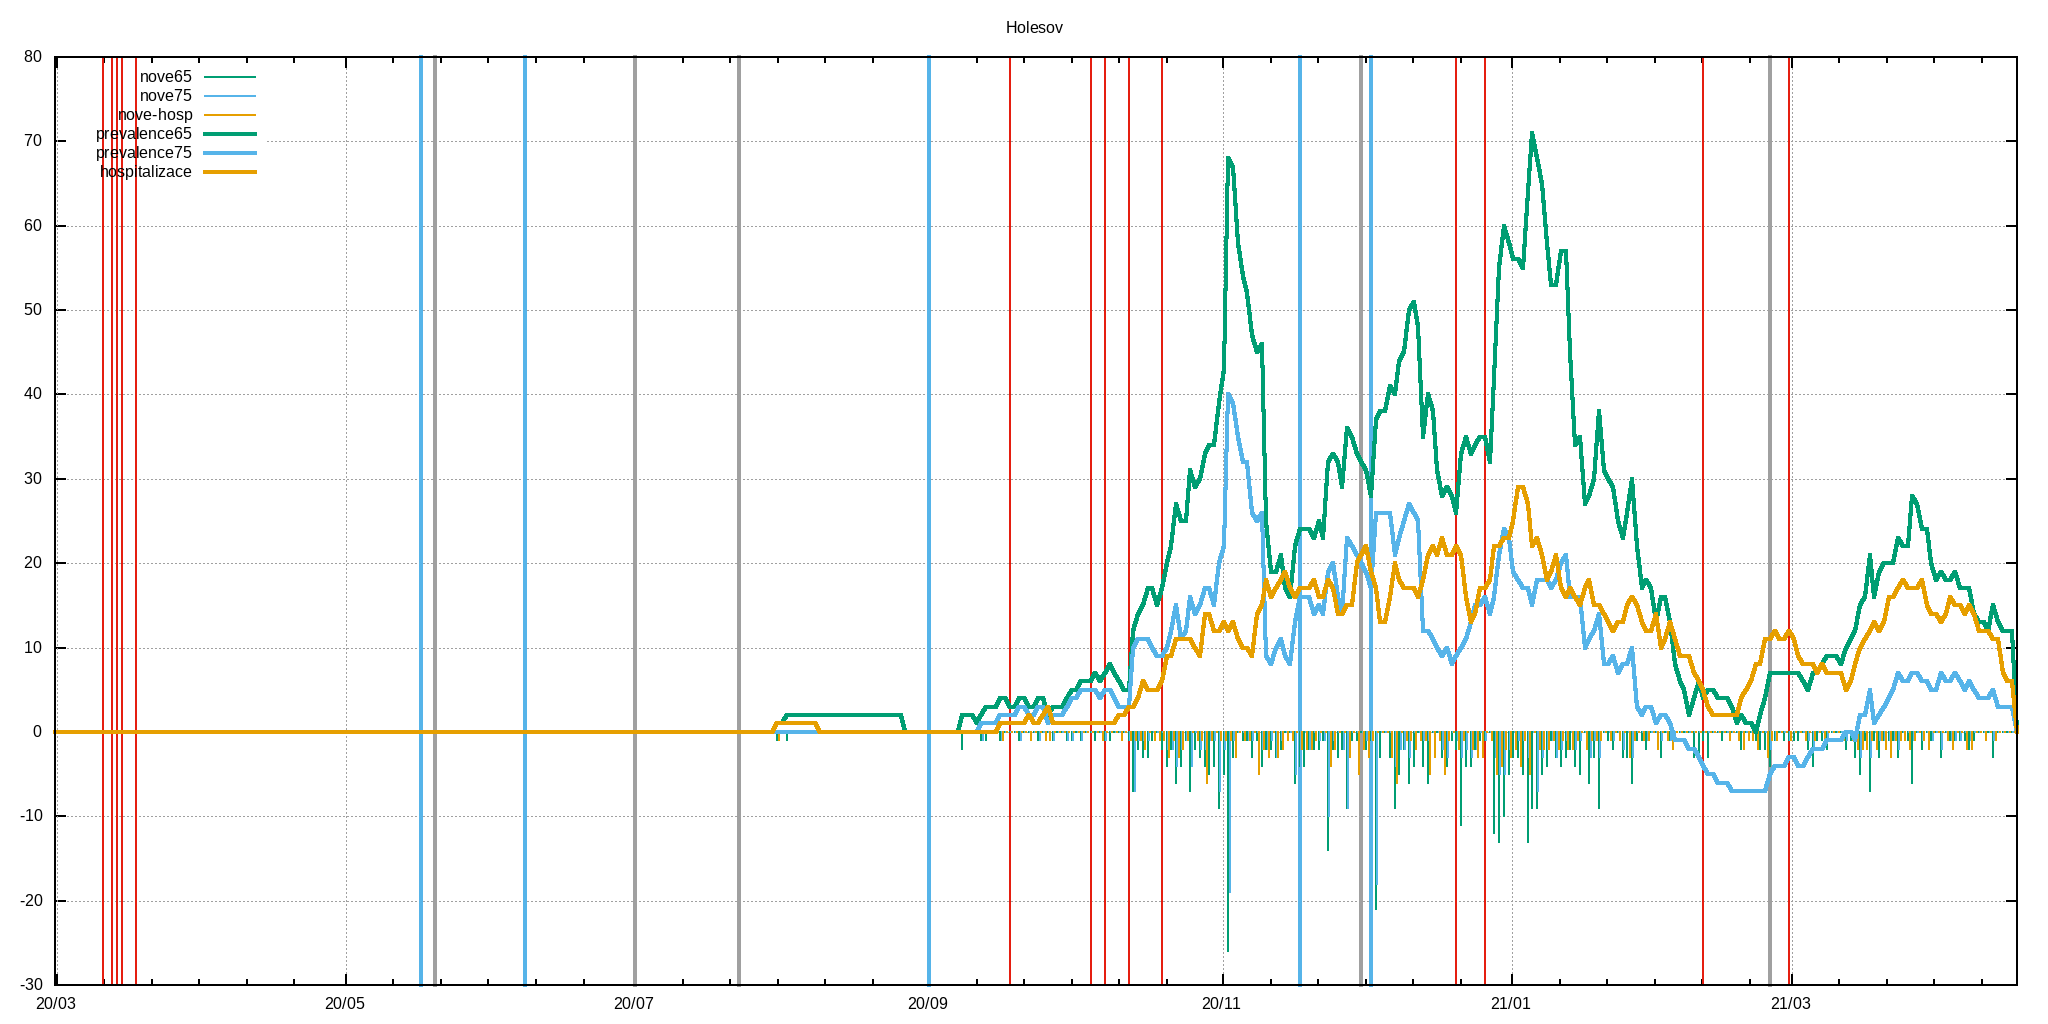 Holesov
80
nove65
nove75
nove-hosp
prevalence65
prevalence75
hospitalizace
70
60
50
40
30
20
10
0
-10
-20
-30
20/03 20/05 20/07 20/09 20/11 21/01 21/03